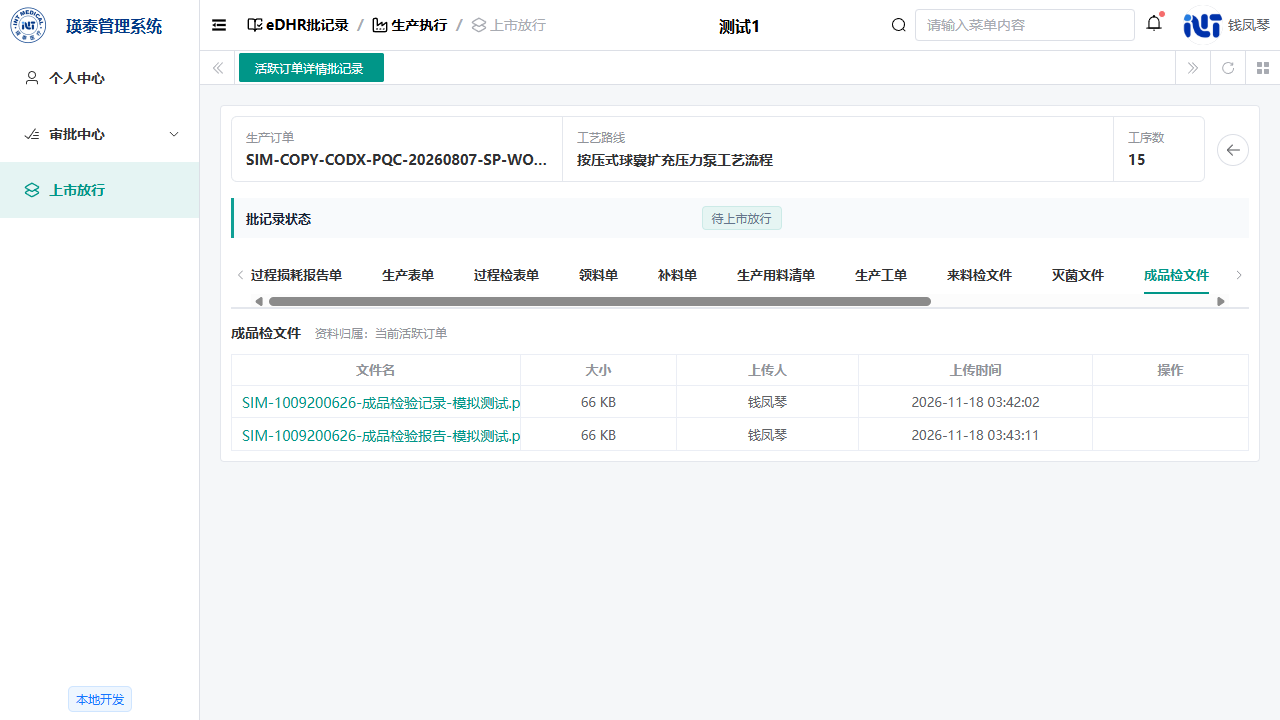 瑛泰管理系统
eDHR批记录 / 生产执行 / 上市放行
测试1
请输入菜单内容
钱凤琴
个人中心
审批中心
上市放行
活跃订单详情批记录
生产订单
SIM-COPY-CODX-PQC-20260807-SP-WO...
工艺路线
按压式球囊扩充压力泵工艺流程
工序数
15
批记录状态
待上市放行
过程损耗报告单 生产表单 过程检表单 领料单 补料单 生产用料清单 生产工单 来料检文件 灭菌文件 成品检文件
成品检文件 资料归属：当前活跃订单
文件名 大小 上传人 上传时间 操作
SIM-1009200626-成品检验记录-模拟测试.p 66 KB 钱凤琴 2026-11-18 03:42:02
SIM-1009200626-成品检验报告-模拟测试.p 66 KB 钱凤琴 2026-11-18 03:43:11
本地开发